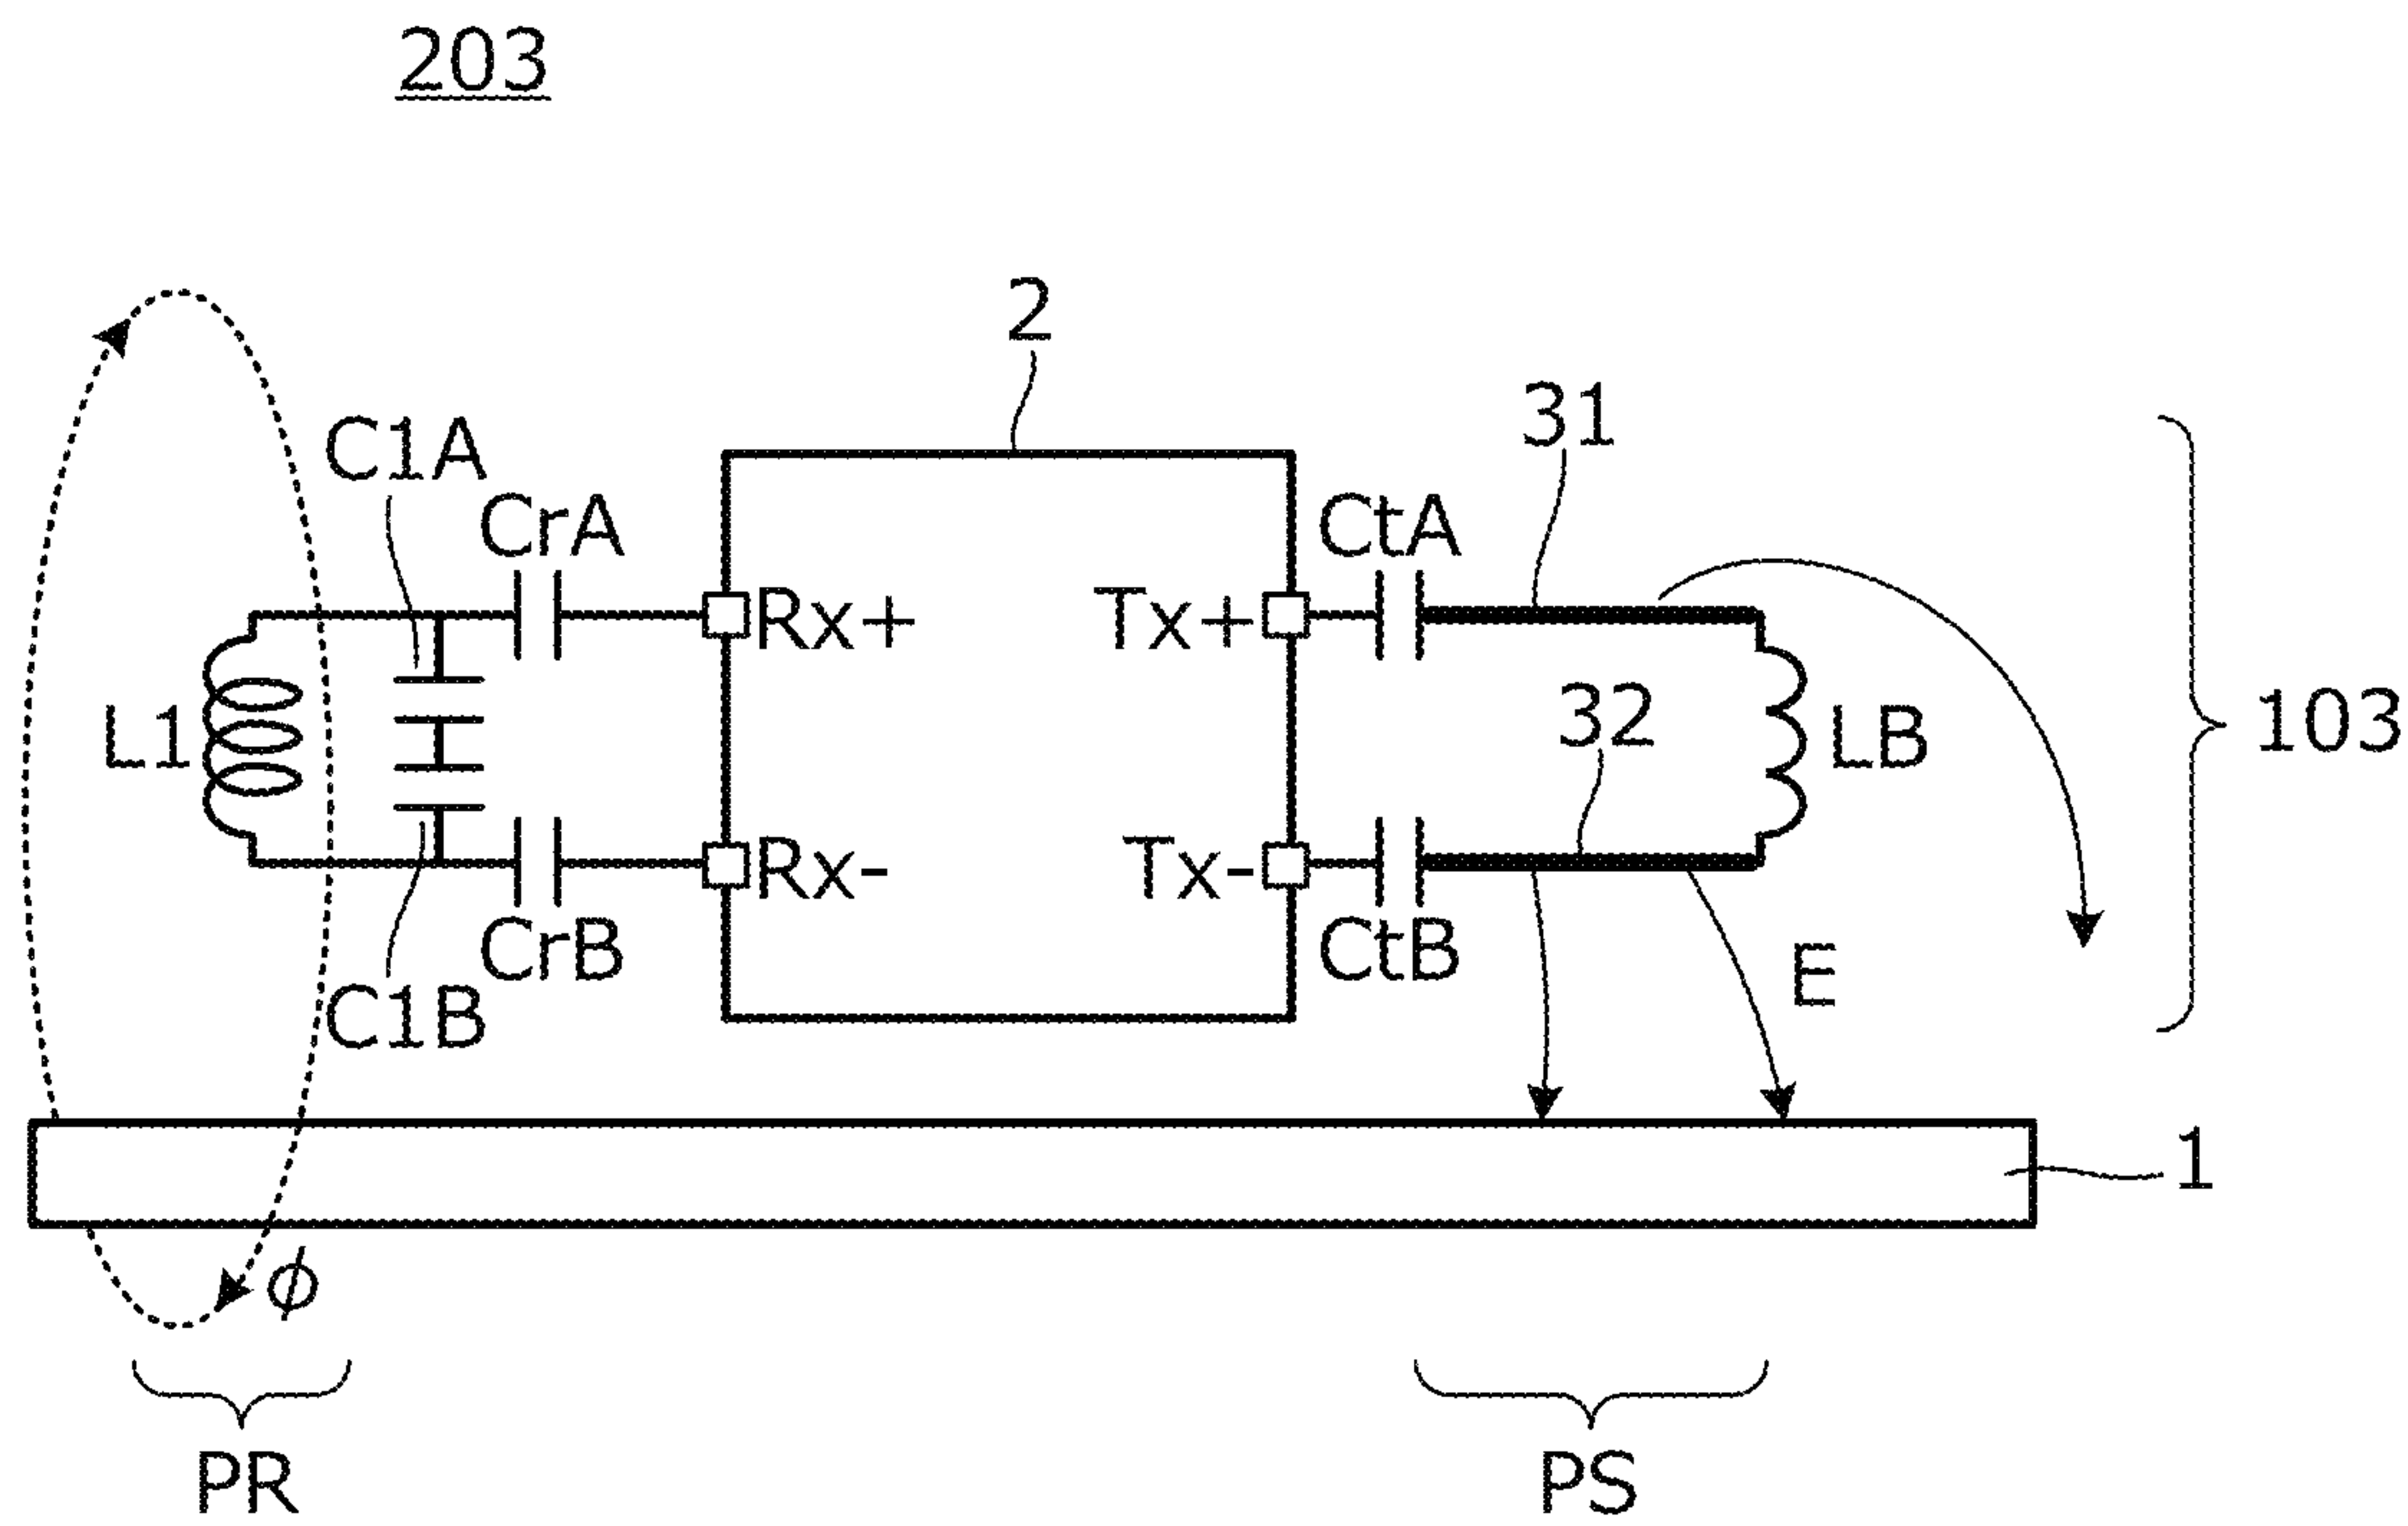 203
2
31
C1A
CrA
CtA
Rx+
Tx+
L1
32
LB
103
Rx-
Tx-
CrB
CtB
E
C1B
1
ϕ
PR
PS